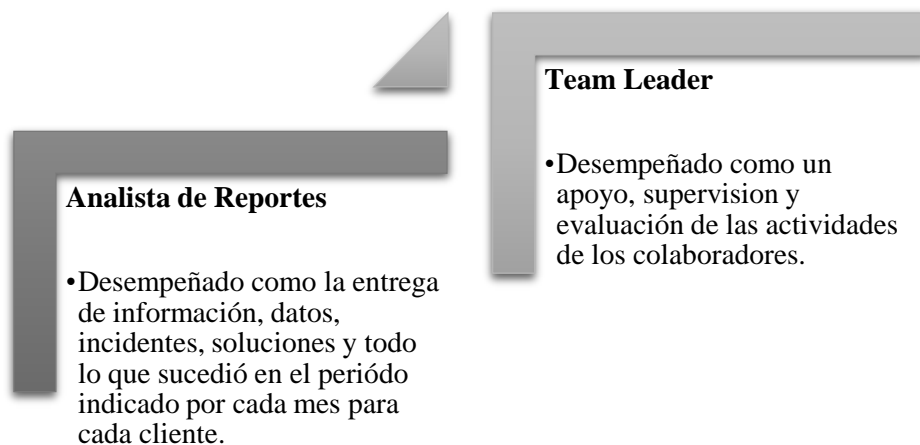 Team Leader
•Desempeñado como un
apoyo, supervision y
evaluación de las actividades
de los colaboradores.
Analista de Reportes
•Desempeñado como la entrega
de información, datos,
incidentes, soluciones y todo
lo que sucedió en el periódo
indicado por cada mes para
cada cliente.